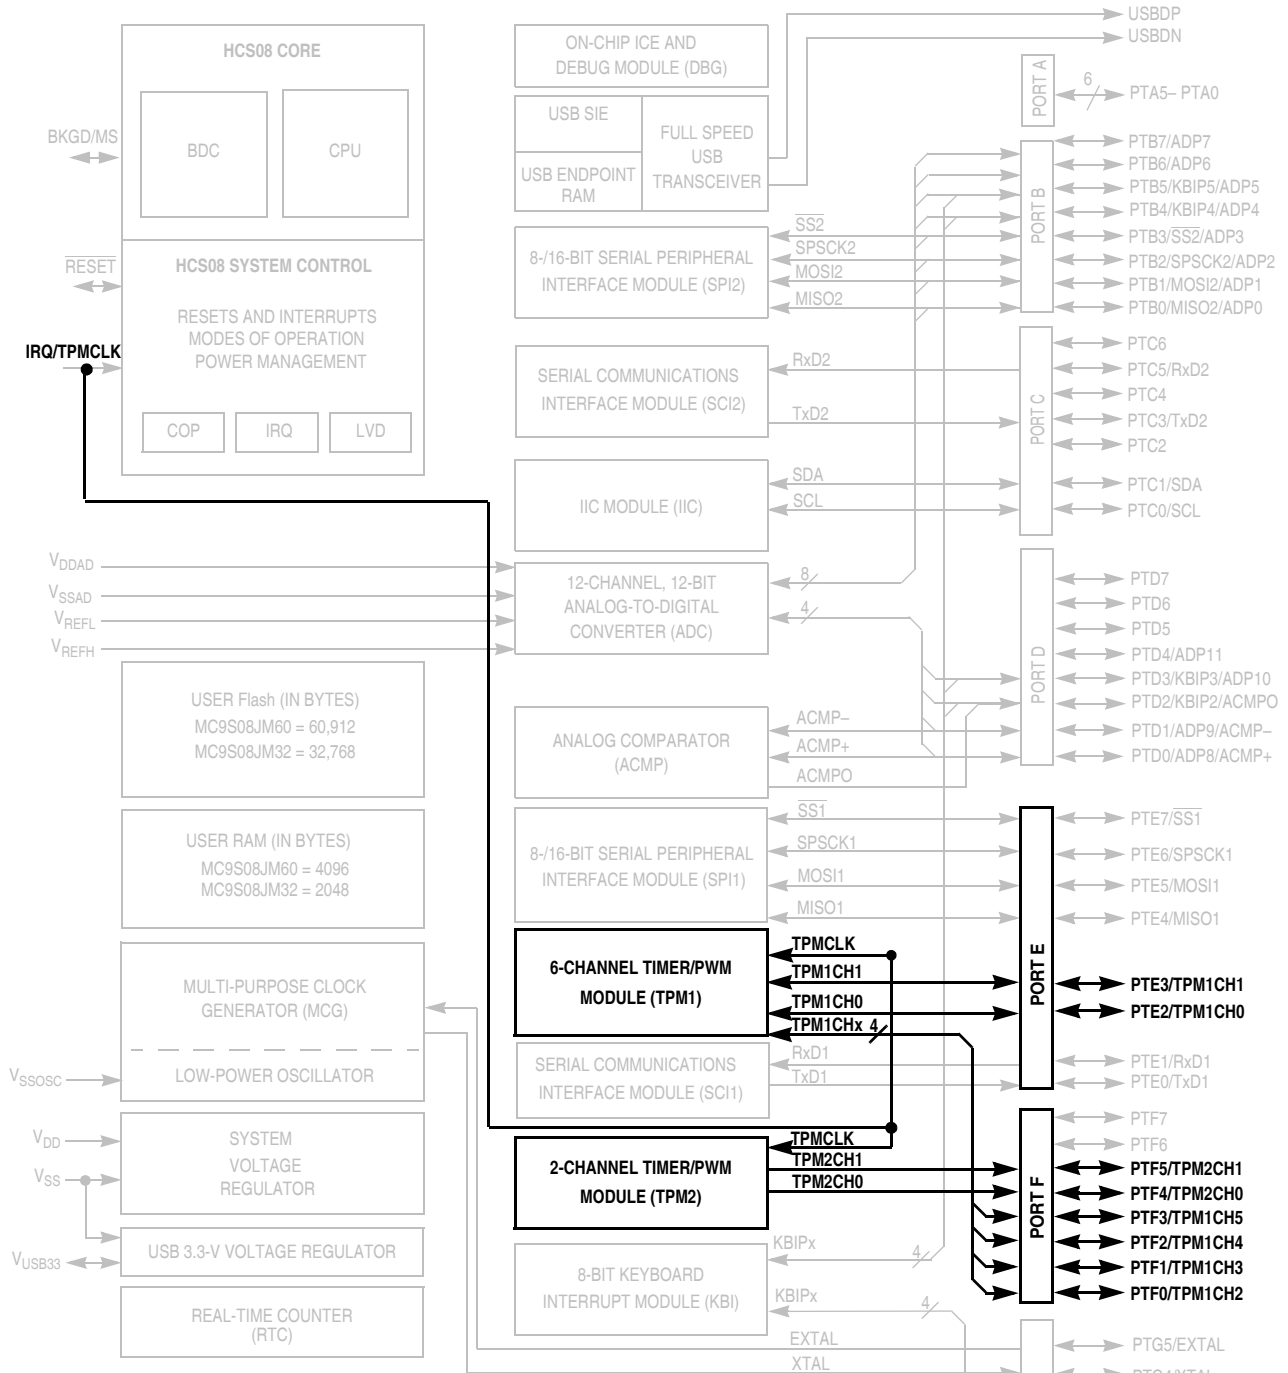 HCS08 CORE
BDC
CPU
BKGD/MS
RESET
HCS08 SYSTEM CONTROL
RESETS AND INTERRUPTS
MODES OF OPERATION
POWER MANAGEMENT
IRQ/TPMCLK
COP
IRQ
LVD
VDDAD
VSSAD
VREFL
VREFH
USER Flash (IN BYTES)
MC9S08JM60 = 60,912
MC9S08JM32 = 32,768
USER RAM (IN BYTES)
MC9S08JM60 = 4096
MC9S08JM32 = 2048
MULTI-PURPOSE CLOCK
GENERATOR (MCG)
LOW-POWER OSCILLATOR
VSSOSC
VDD
VSS
SYSTEM
VOLTAGE
REGULATOR
VUSB33
USB 3.3-V VOLTAGE REGULATOR
REAL-TIME COUNTER
(RTC)
ON-CHIP ICE AND
DEBUG MODULE (DBG)
USB SIE
USB ENDPOINT
RAM
FULL SPEED
USB
TRANSCEIVER
8-/16-BIT SERIAL PERIPHERAL
INTERFACE MODULE (SPI2)
SS2
SPSCK2
MOSI2
MISO2
SERIAL COMMUNICATIONS
INTERFACE MODULE (SCI2)
RxD2
TxD2
IIC MODULE (IIC)
SDA
SCL
12-CHANNEL, 12-BIT
ANALOG-TO-DIGITAL
CONVERTER (ADC)
8
4
ANALOG COMPARATOR
(ACMP)
ACMP–
ACMP+
ACMPO
8-/16-BIT SERIAL PERIPHERAL
INTERFACE MODULE (SPI1)
SS1
SPSCK1
MOSI1
MISO1
6-CHANNEL TIMER/PWM
MODULE (TPM1)
TPMCLK
TPM1CH1
TPM1CH0
TPM1CHx 4
SERIAL COMMUNICATIONS
INTERFACE MODULE (SCI1)
RxD1
TxD1
2-CHANNEL TIMER/PWM
MODULE (TPM2)
TPMCLK
TPM2CH1
TPM2CH0
8-BIT KEYBOARD
INTERRUPT MODULE (KBI)
KBIPx
4
KBIPx
4
EXTAL
XTAL
USBDP
USBDN
PORT A
6
PTA5– PTA0
PORT B
PTB7/ADP7
PTB6/ADP6
PTB5/KBIP5/ADP5
PTB4/KBIP4/ADP4
PTB3/SS2/ADP3
PTB2/SPSCK2/ADP2
PTB1/MOSI2/ADP1
PTB0/MISO2/ADP0
PORT C
PTC6
PTC5/RxD2
PTC4
PTC3/TxD2
PTC2
PTC1/SDA
PTC0/SCL
PORT D
PTD7
PTD6
PTD5
PTD4/ADP11
PTD3/KBIP3/ADP10
PTD2/KBIP2/ACMPO
PTD1/ADP9/ACMP–
PTD0/ADP8/ACMP+
PORT E
PTE7/SS1
PTE6/SPSCK1
PTE5/MOSI1
PTE4/MISO1
PTE3/TPM1CH1
PTE2/TPM1CH0
PTE1/RxD1
PTE0/TxD1
PORT F
PTF7
PTF6
PTF5/TPM2CH1
PTF4/TPM2CH0
PTF3/TPM1CH5
PTF2/TPM1CH4
PTF1/TPM1CH3
PTF0/TPM1CH2
PTG5/EXTAL